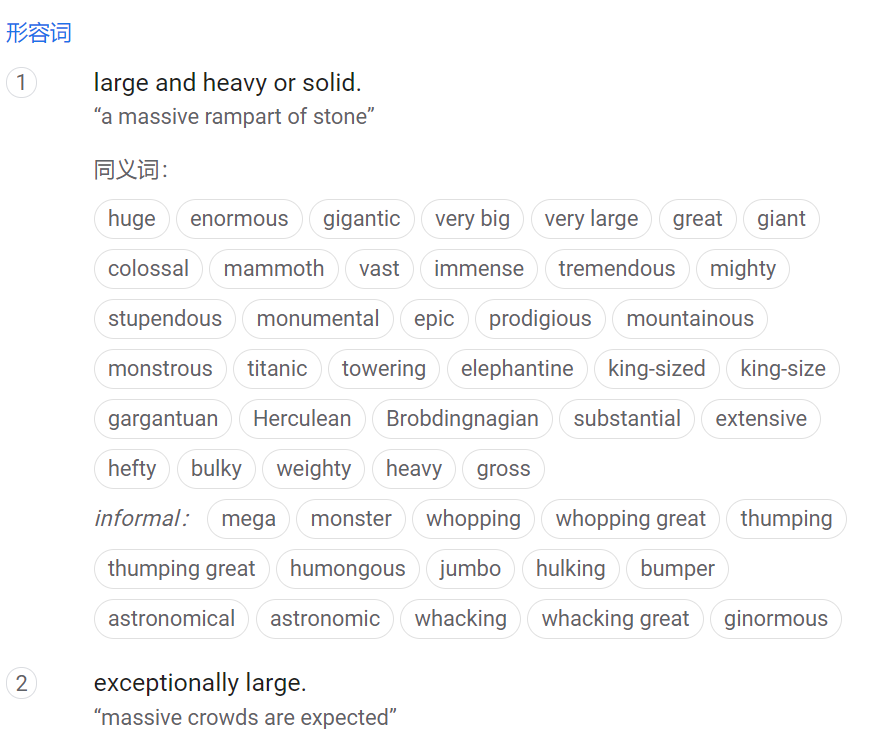 形容词
1 large and heavy or solid.
“a massive rampart of stone”
同义词：
huge enormous gigantic very big very large great giant
colossal mammoth vast immense tremendous mighty
stupendous monumental epic prodigious mountainous
monstrous titanic towering elephantine king-sized king-size
gargantuan Herculean Brobdingnagian substantial extensive
hefty bulky weighty heavy gross
informal： mega monster whopping whopping great thumping
thumping great humongous jumbo hulking bumper
astronomical astronomic whacking whacking great ginormous
2 exceptionally large.
“massive crowds are expected”